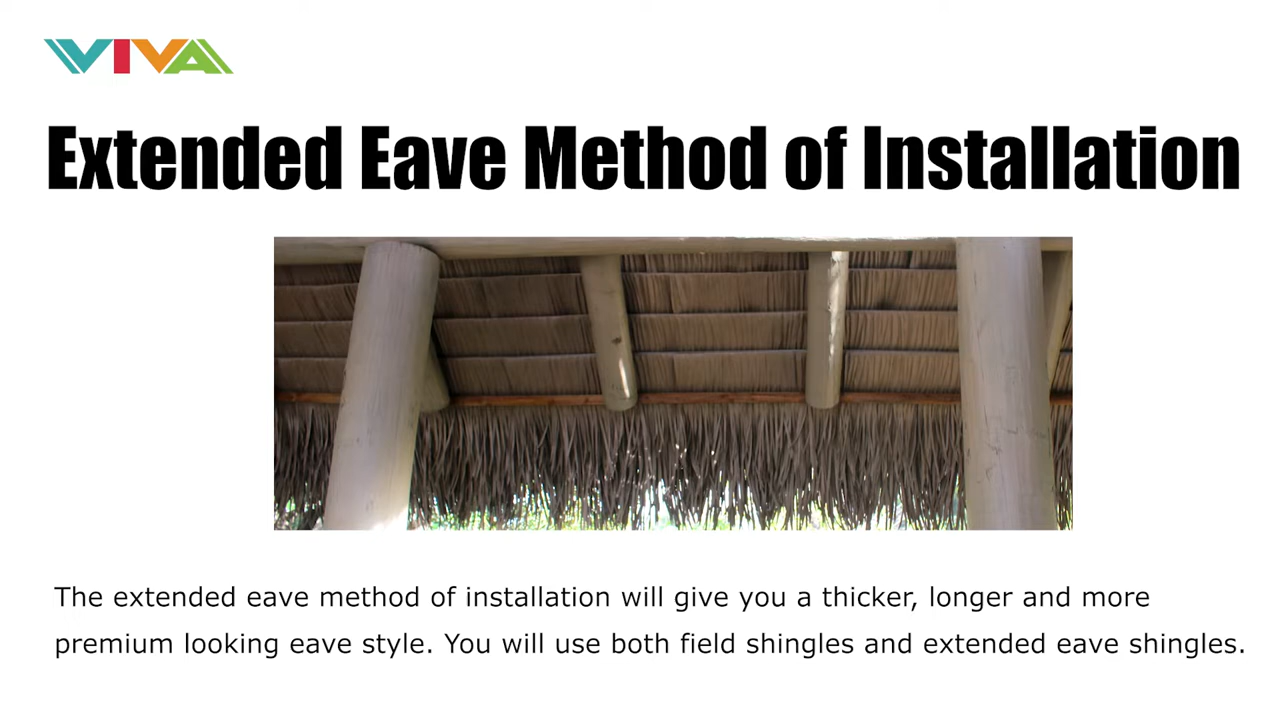 VIVA
Extended Eave Method of Installation
The extended eave method of installation will give you a thicker, longer and more
premium looking eave style. You will use both field shingles and extended eave shingles.